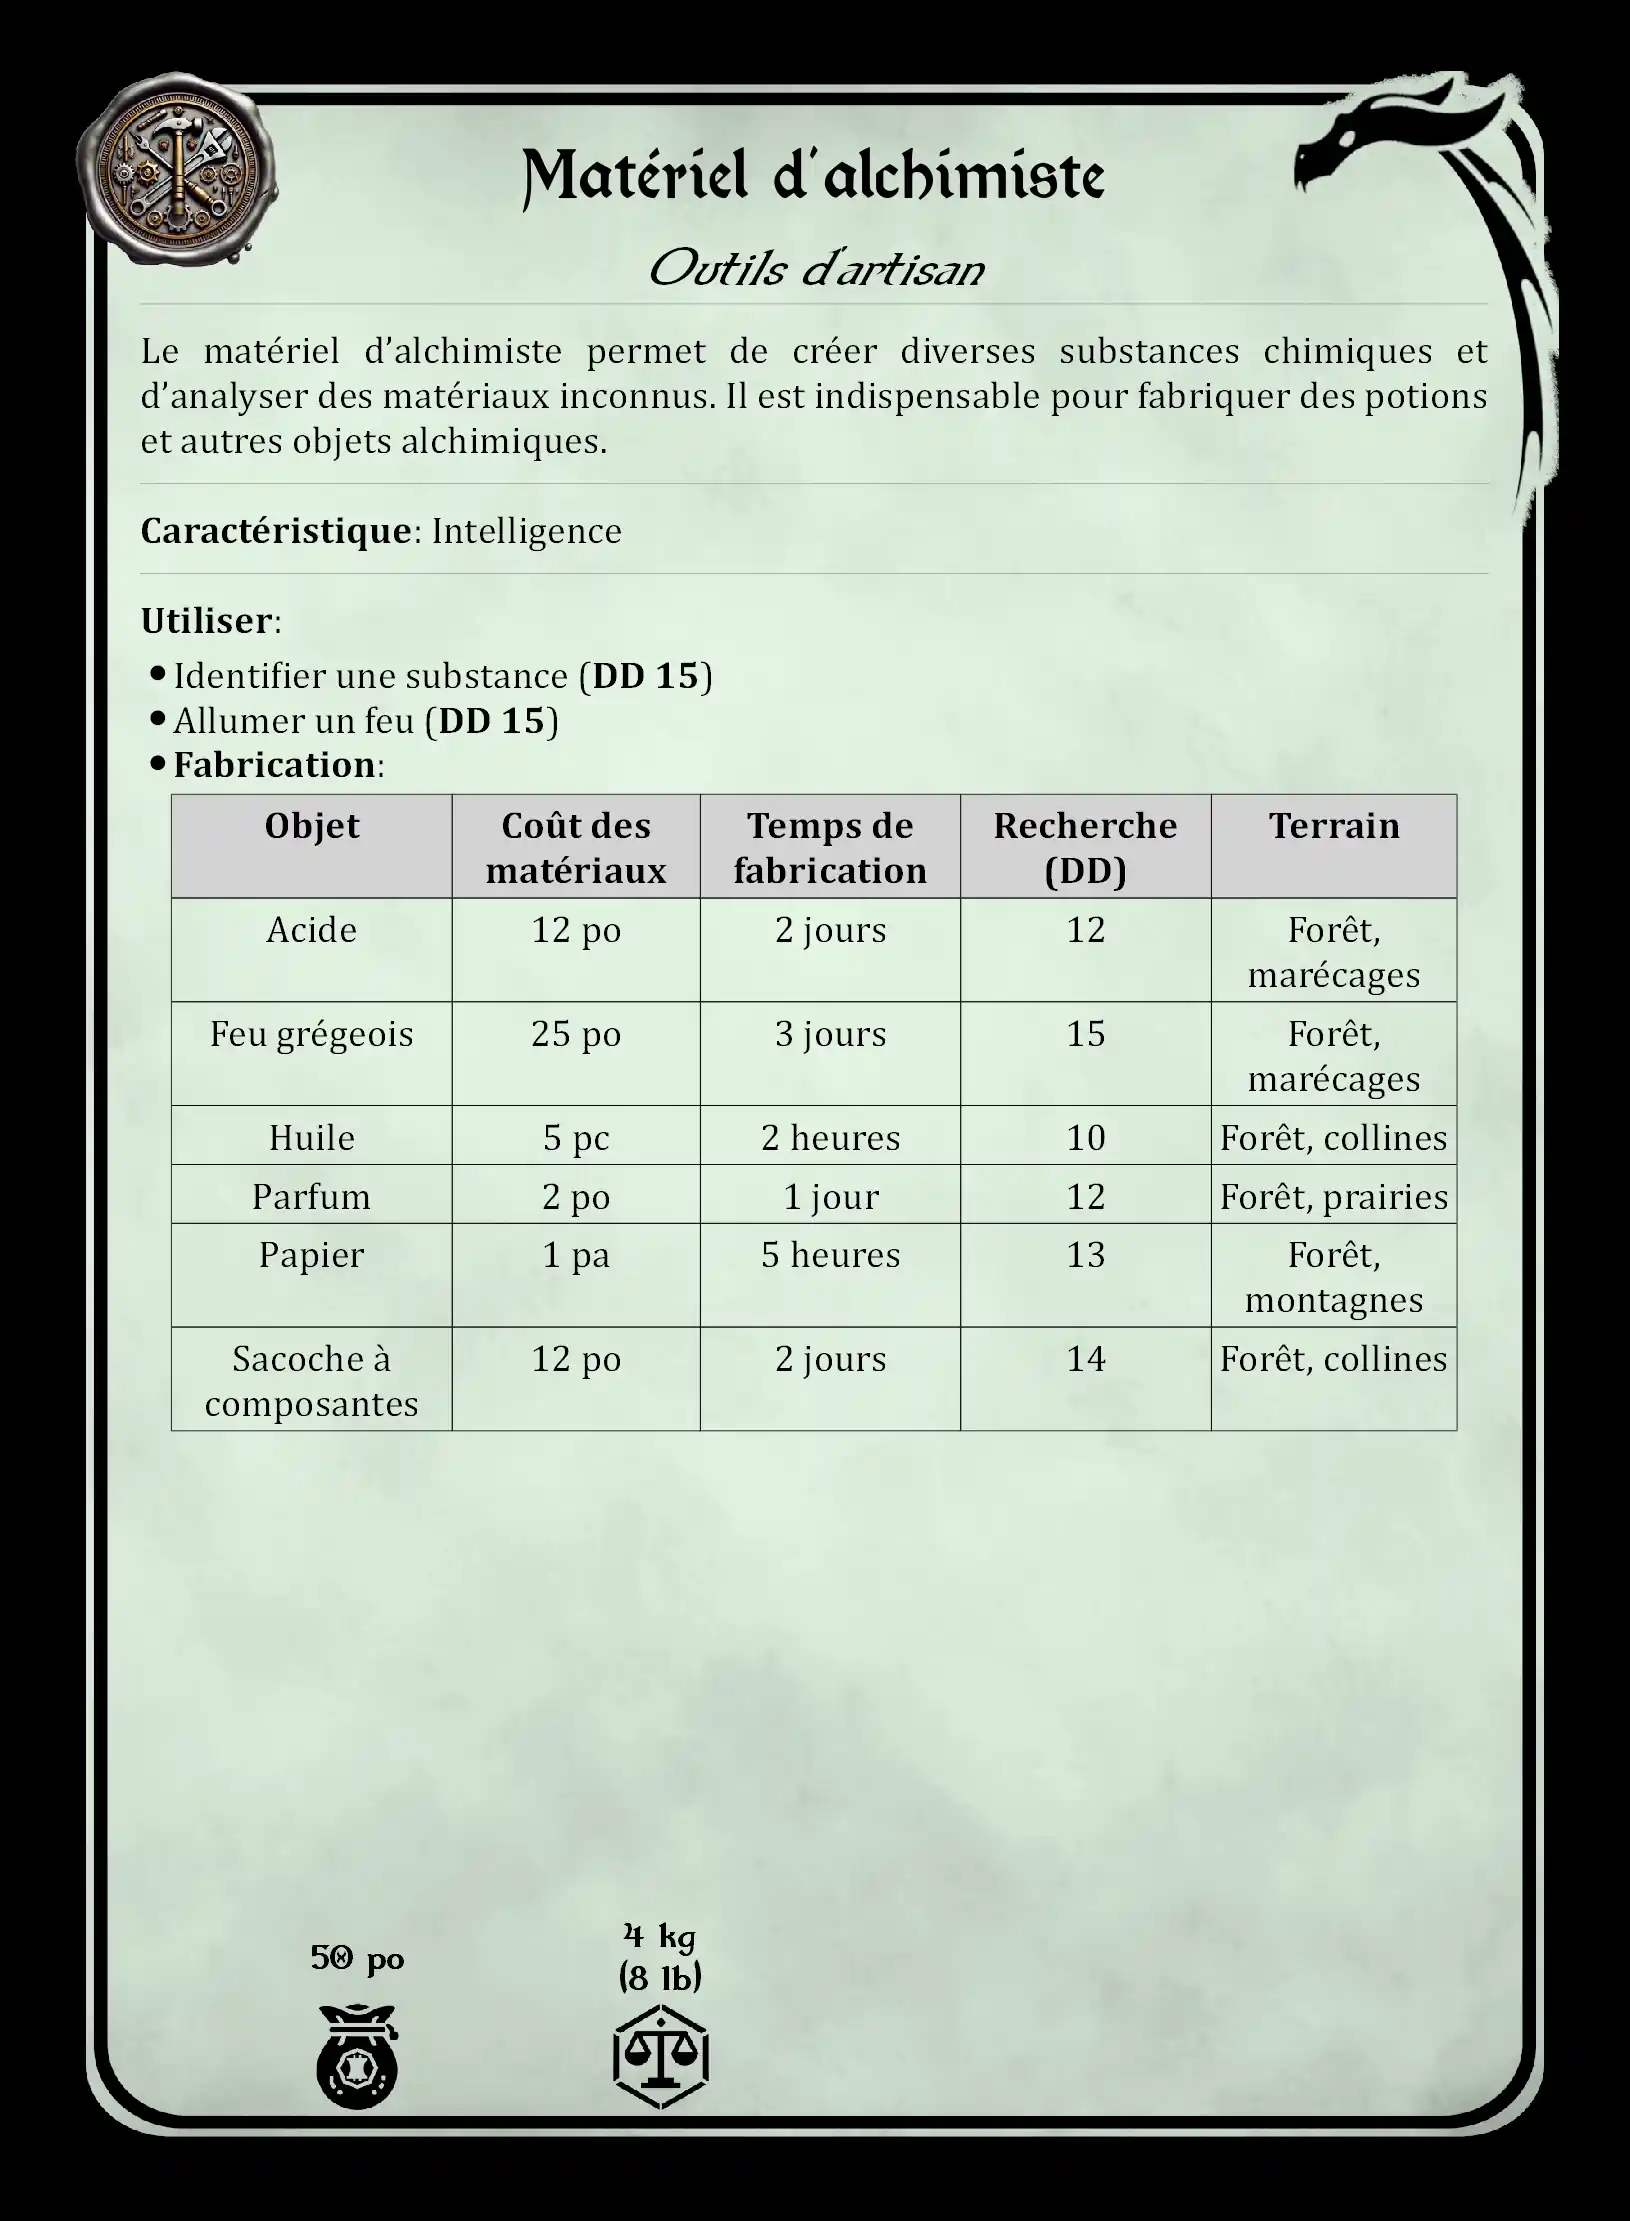 Matériel d'alchimiste
Outils d'artisan
Le matériel d’alchimiste permet de créer diverses substances chimiques et
d’analyser des matériaux inconnus. Il est indispensable pour fabriquer des potions
et autres objets alchimiques.
Caractéristique: Intelligence
Utiliser:
•Identifier une substance (DD 15)
•Allumer un feu (DD 15)
•Fabrication:
Objet Coût des matériaux Temps de fabrication Recherche (DD) Terrain
Acide 12 po 2 jours 12 Forêt, marécages
Feu grégeois 25 po 3 jours 15 Forêt, marécages
Huile 5 pc 2 heures 10 Forêt, collines
Parfum 2 po 1 jour 12 Forêt, prairies
Papier 1 pa 5 heures 13 Forêt, montagnes
Sacoche à composantes 12 po 2 jours 14 Forêt, collines
50 po
4 kg
(8 lb)